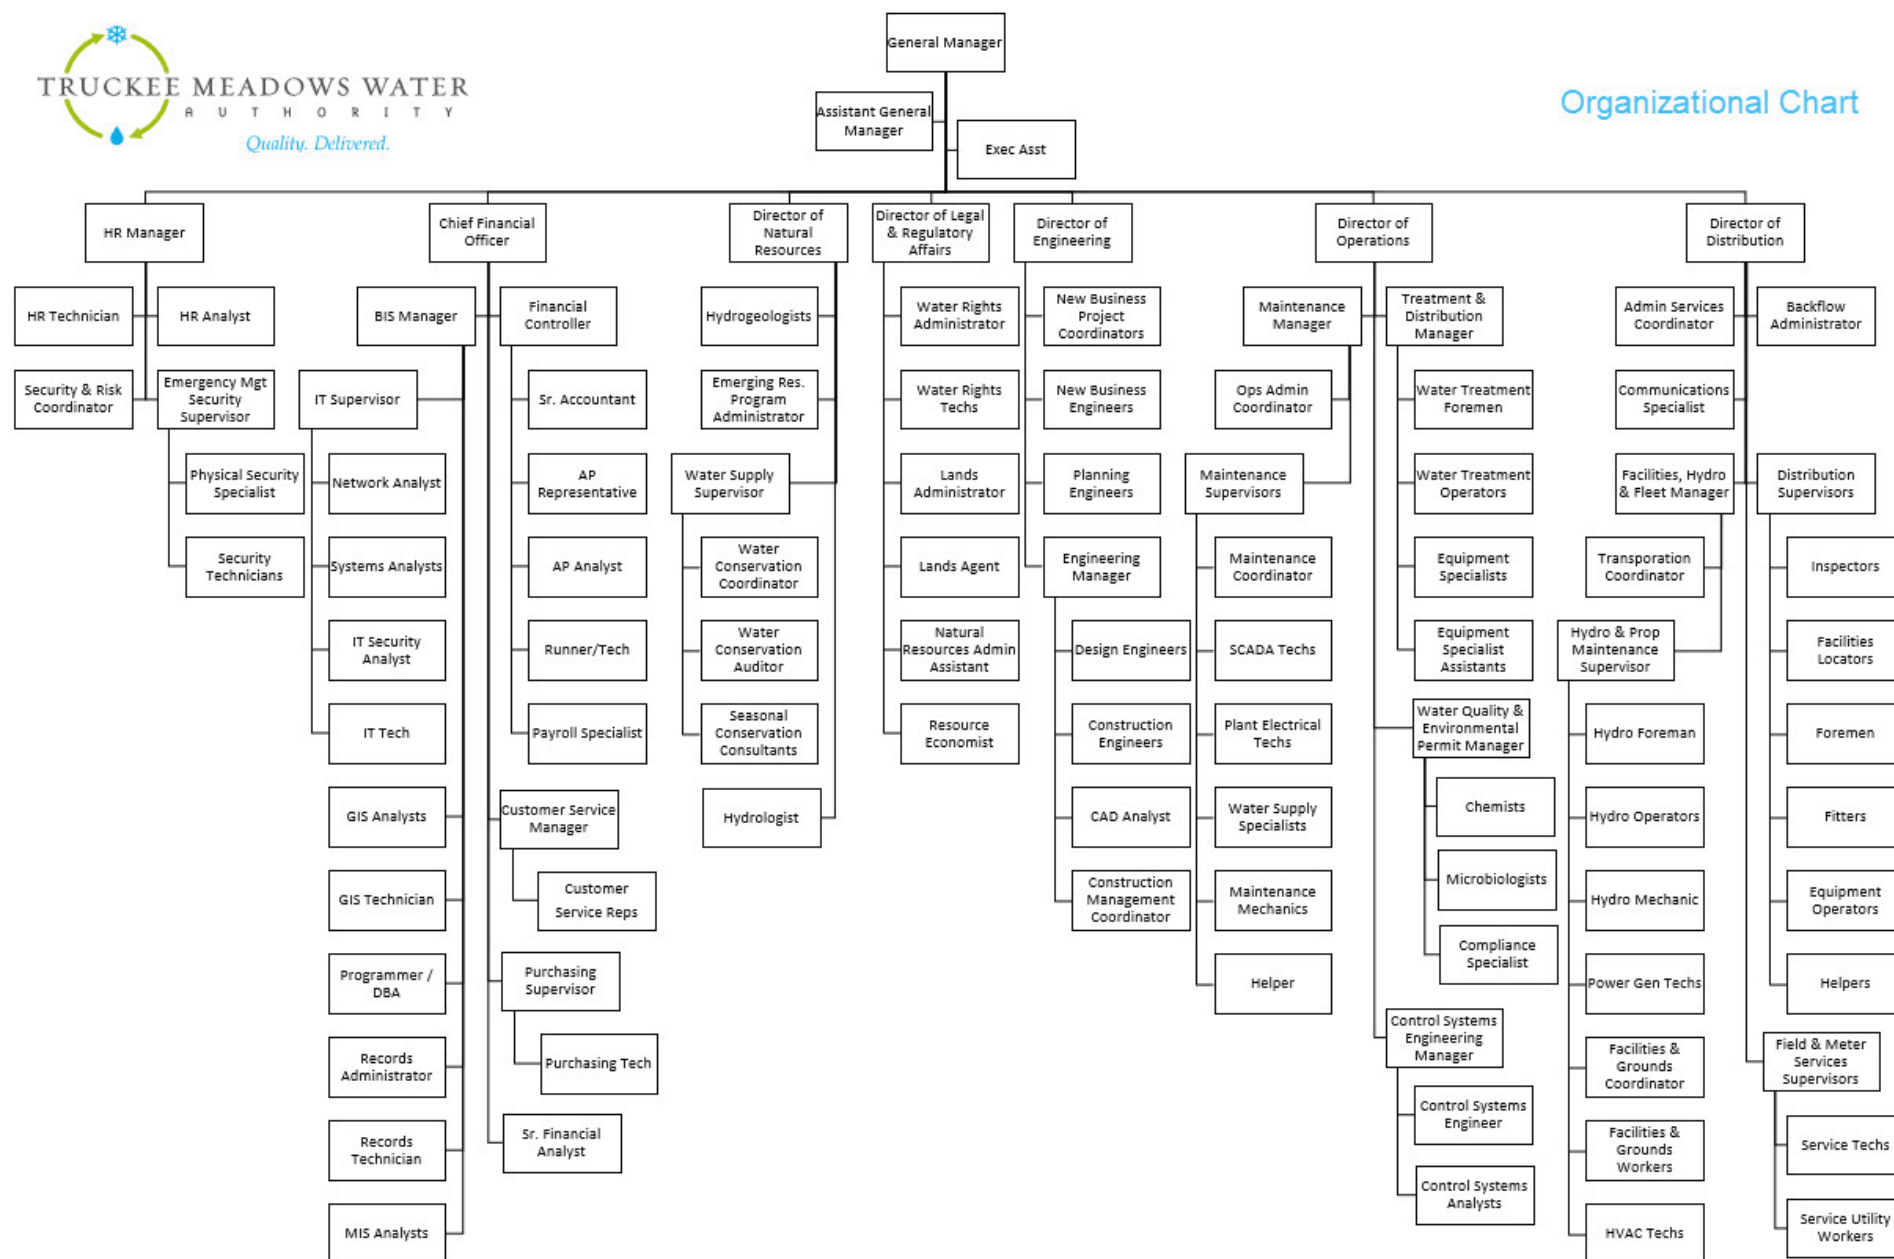 TRUCKEE MEADOWS WATER
AUTHORITY
Quality. Delivered.
Organizational Chart
General Manager
Assistant General
Manager
Exec Asst
HR Manager
Chief Financial
Officer
Director of
Natural
Resources
Director of Legal
& Regulatory
Affairs
Director of
Engineering
Director of
Operations
Director of
Distribution
HR Technician
HR Analyst
Security & Risk
Coordinator
Emergency Mgt
Security
Supervisor
Physical Security
Specialist
Security
Technicians
BIS Manager
IT Supervisor
Network Analyst
Systems Analysts
IT Security
Analyst
IT Tech
GIS Analysts
GIS Technician
Programmer /
DBA
Records
Administrator
Records
Technician
MIS Analysts
Financial
Controller
Sr. Accountant
AP
Representative
AP Analyst
Runner/Tech
Payroll Specialist
Customer Service
Manager
Customer
Service Reps
Purchasing
Supervisor
Purchasing Tech
Sr. Financial
Analyst
Hydrogeologists
Emerging Res.
Program
Administrator
Water Supply
Supervisor
Water
Conservation
Coordinator
Water
Conservation
Auditor
Seasonal
Conservation
Consultants
Hydrologist
Water Rights
Administrator
Water Rights
Techs
Lands
Administrator
Lands Agent
Natural
Resources Admin
Assistant
Resource
Economist
New Business
Project
Coordinators
New Business
Engineers
Planning
Engineers
Engineering
Manager
Design Engineers
Construction
Engineers
CAD Analyst
Construction
Management
Coordinator
Maintenance
Manager
Ops Admin
Coordinator
Maintenance
Supervisors
Maintenance
Coordinator
SCADA Techs
Plant Electrical
Techs
Water Supply
Specialists
Maintenance
Mechanics
Helper
Treatment &
Distribution
Manager
Water Treatment
Foremen
Water Treatment
Operators
Equipment
Specialists
Equipment
Specialist
Assistants
Water Quality &
Environmental
Permit Manager
Chemists
Microbiologists
Compliance
Specialist
Control Systems
Engineering
Manager
Control Systems
Engineer
Control Systems
Analysts
Admin Services
Coordinator
Backflow
Administrator
Communications
Specialist
Facilities, Hydro
& Fleet Manager
Transporation
Coordinator
Hydro & Prop
Maintenance
Supervisor
Hydro Foreman
Hydro Operators
Hydro Mechanic
Power Gen Techs
Facilities &
Grounds
Coordinator
Facilities &
Grounds
Workers
HVAC Techs
Distribution
Supervisors
Inspectors
Facilities
Locators
Foremen
Fitters
Equipment
Operators
Helpers
Field & Meter
Services
Supervisors
Service Techs
Service Utility
Workers